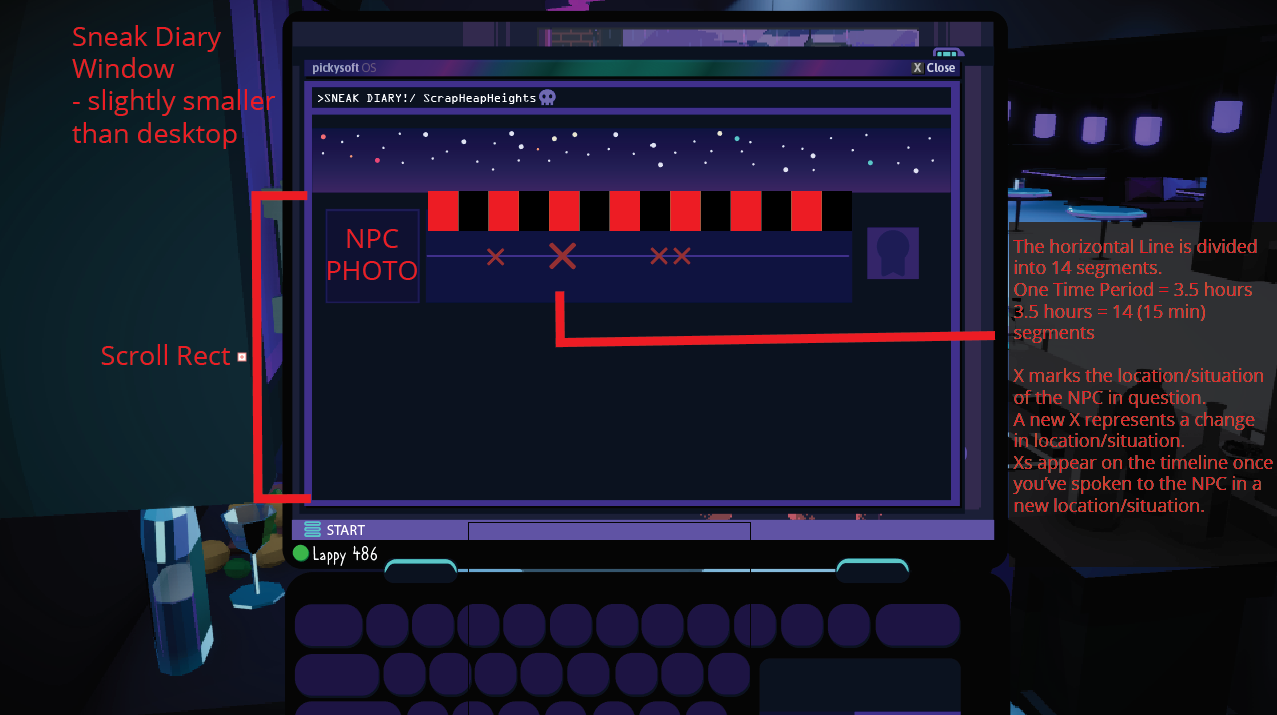 Sneak Diary
Window
- slightly smaller
than desktop
pickysoft OS
X Close
>SNEAK DIARY!/ ScrapHeapHeights
NPC
PHOTO
Scroll Rect
The horizontal Line is divided
into 14 segments.
One Time Period = 3.5 hours
3.5 hours = 14 (15 min)
segments
X marks the location/situation
of the NPC in question.
A new X represents a change
in location/situation.
Xs appear on the timeline once
you've spoken to the NPC in a
new location/situation.
START
Lappy 486